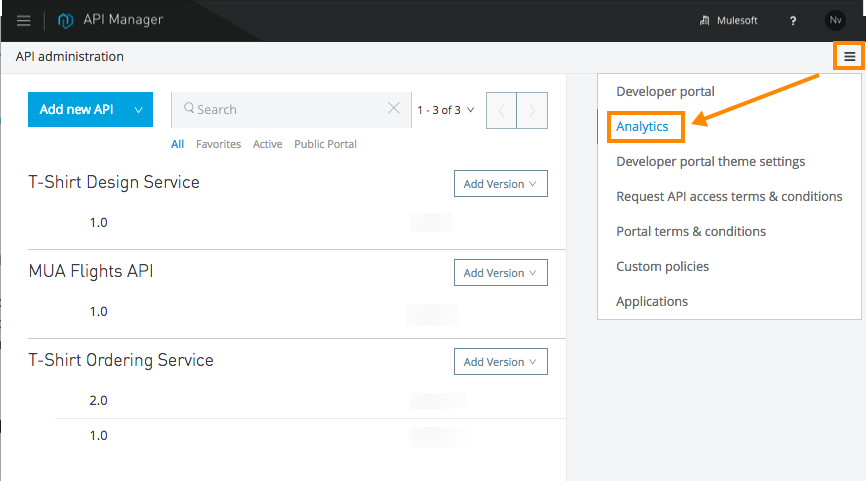 API Manager
Mulesoft
?
Nv
API administration
Add new API
Search
1 - 3 of 3
All Favorites Active Public Portal
T-Shirt Design Service
Add Version
1.0
MUA Flights API
Add Version
1.0
T-Shirt Ordering Service
Add Version
2.0
1.0
Developer portal
Analytics
Developer portal theme settings
Request API access terms & conditions
Portal terms & conditions
Custom policies
Applications